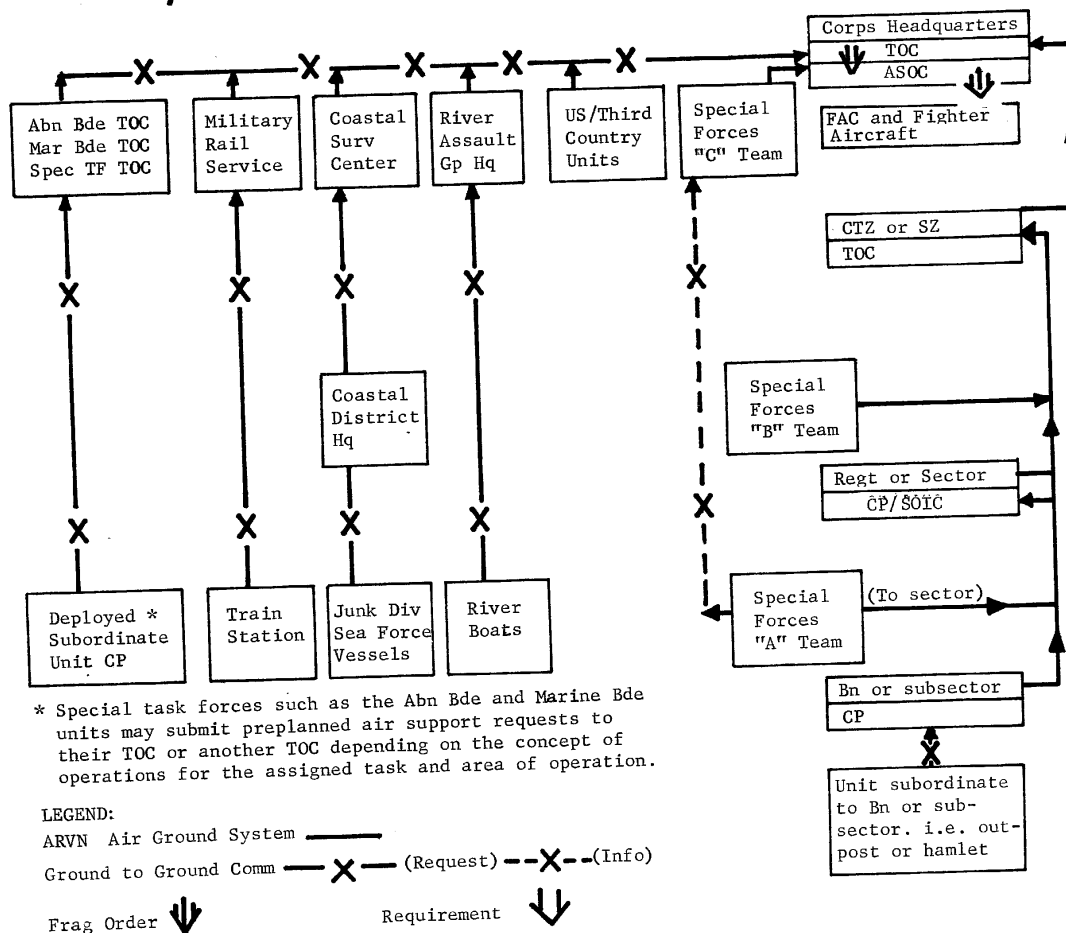 Corps Headquarters
TOC
ASOC
FAC and Fighter
Aircraft
Abn Bde TOC
Mar Bde TOC
Spec TF TOC
Military
Rail
Service
Coastal
Surv
Center
River
Assault
Gp Hq
US/Third
Country
Units
Special
Forces
"C" Team
CTZ or SZ
TOC
Coastal
District
Hq
Special
Forces
"B" Team
Regt or Sector
CP/SOIC
Deployed *
Subordinate
Unit CP
Train
Station
Junk Div
Sea Force
Vessels
River
Boats
Special
Forces
"A" Team
(To sector)
Bn or subsector
CP
Unit subordinate
to Bn or sub-
sector. i.e. out-
post or hamlet
* Special task forces such as the Abn Bde and Marine Bde
units may submit preplanned air support requests to
their TOC or another TOC depending on the concept of
operations for the assigned task and area of operation.
LEGEND:
ARVN Air Ground System
Ground to Ground Comm X (Request) X (Info)
Frag Order Requirement